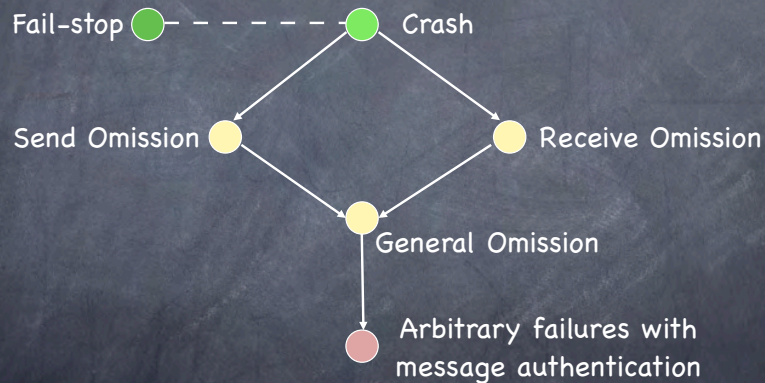 Fail-stop
Crash
Send Omission
Receive Omission
General Omission
Arbitrary failures with
message authentication